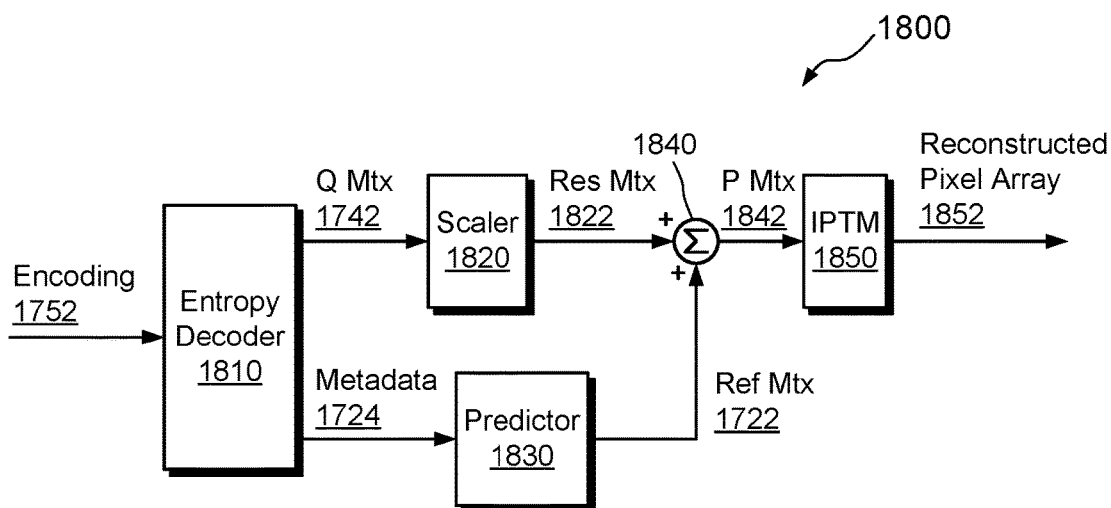 1800
1840
Reconstructed
Pixel Array
1852
Q Mtx
1742
Scaler
1820
Res Mtx
1822
+
+
Σ
P Mtx
1842
IPTM
1850
Encoding
1752
Entropy
Decoder
1810
Metadata
1724
Predictor
1830
Ref Mtx
1722